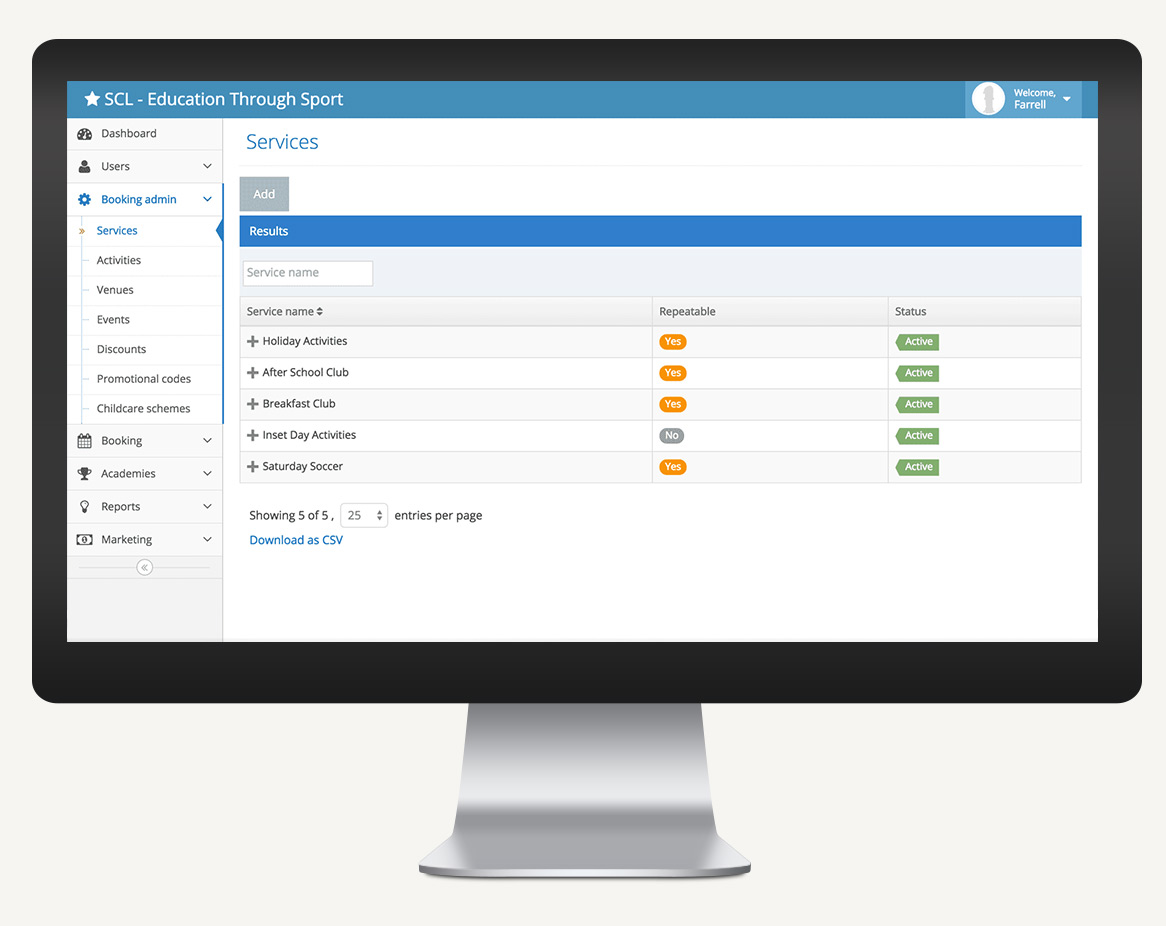 SCL - Education Through Sport
Welcome,
Farrell
Dashboard
Users
Booking admin
Services
Activities
Venues
Events
Discounts
Promotional codes
Childcare schemes
Booking
Academies
Reports
Marketing
Services
Add
Results
Service name
Service name Repeatable Status
Holiday Activities Yes Active
After School Club Yes Active
Breakfast Club Yes Active
Inset Day Activities No Active
Saturday Soccer Yes Active
Showing 5 of 5 , 25 entries per page
Download as CSV